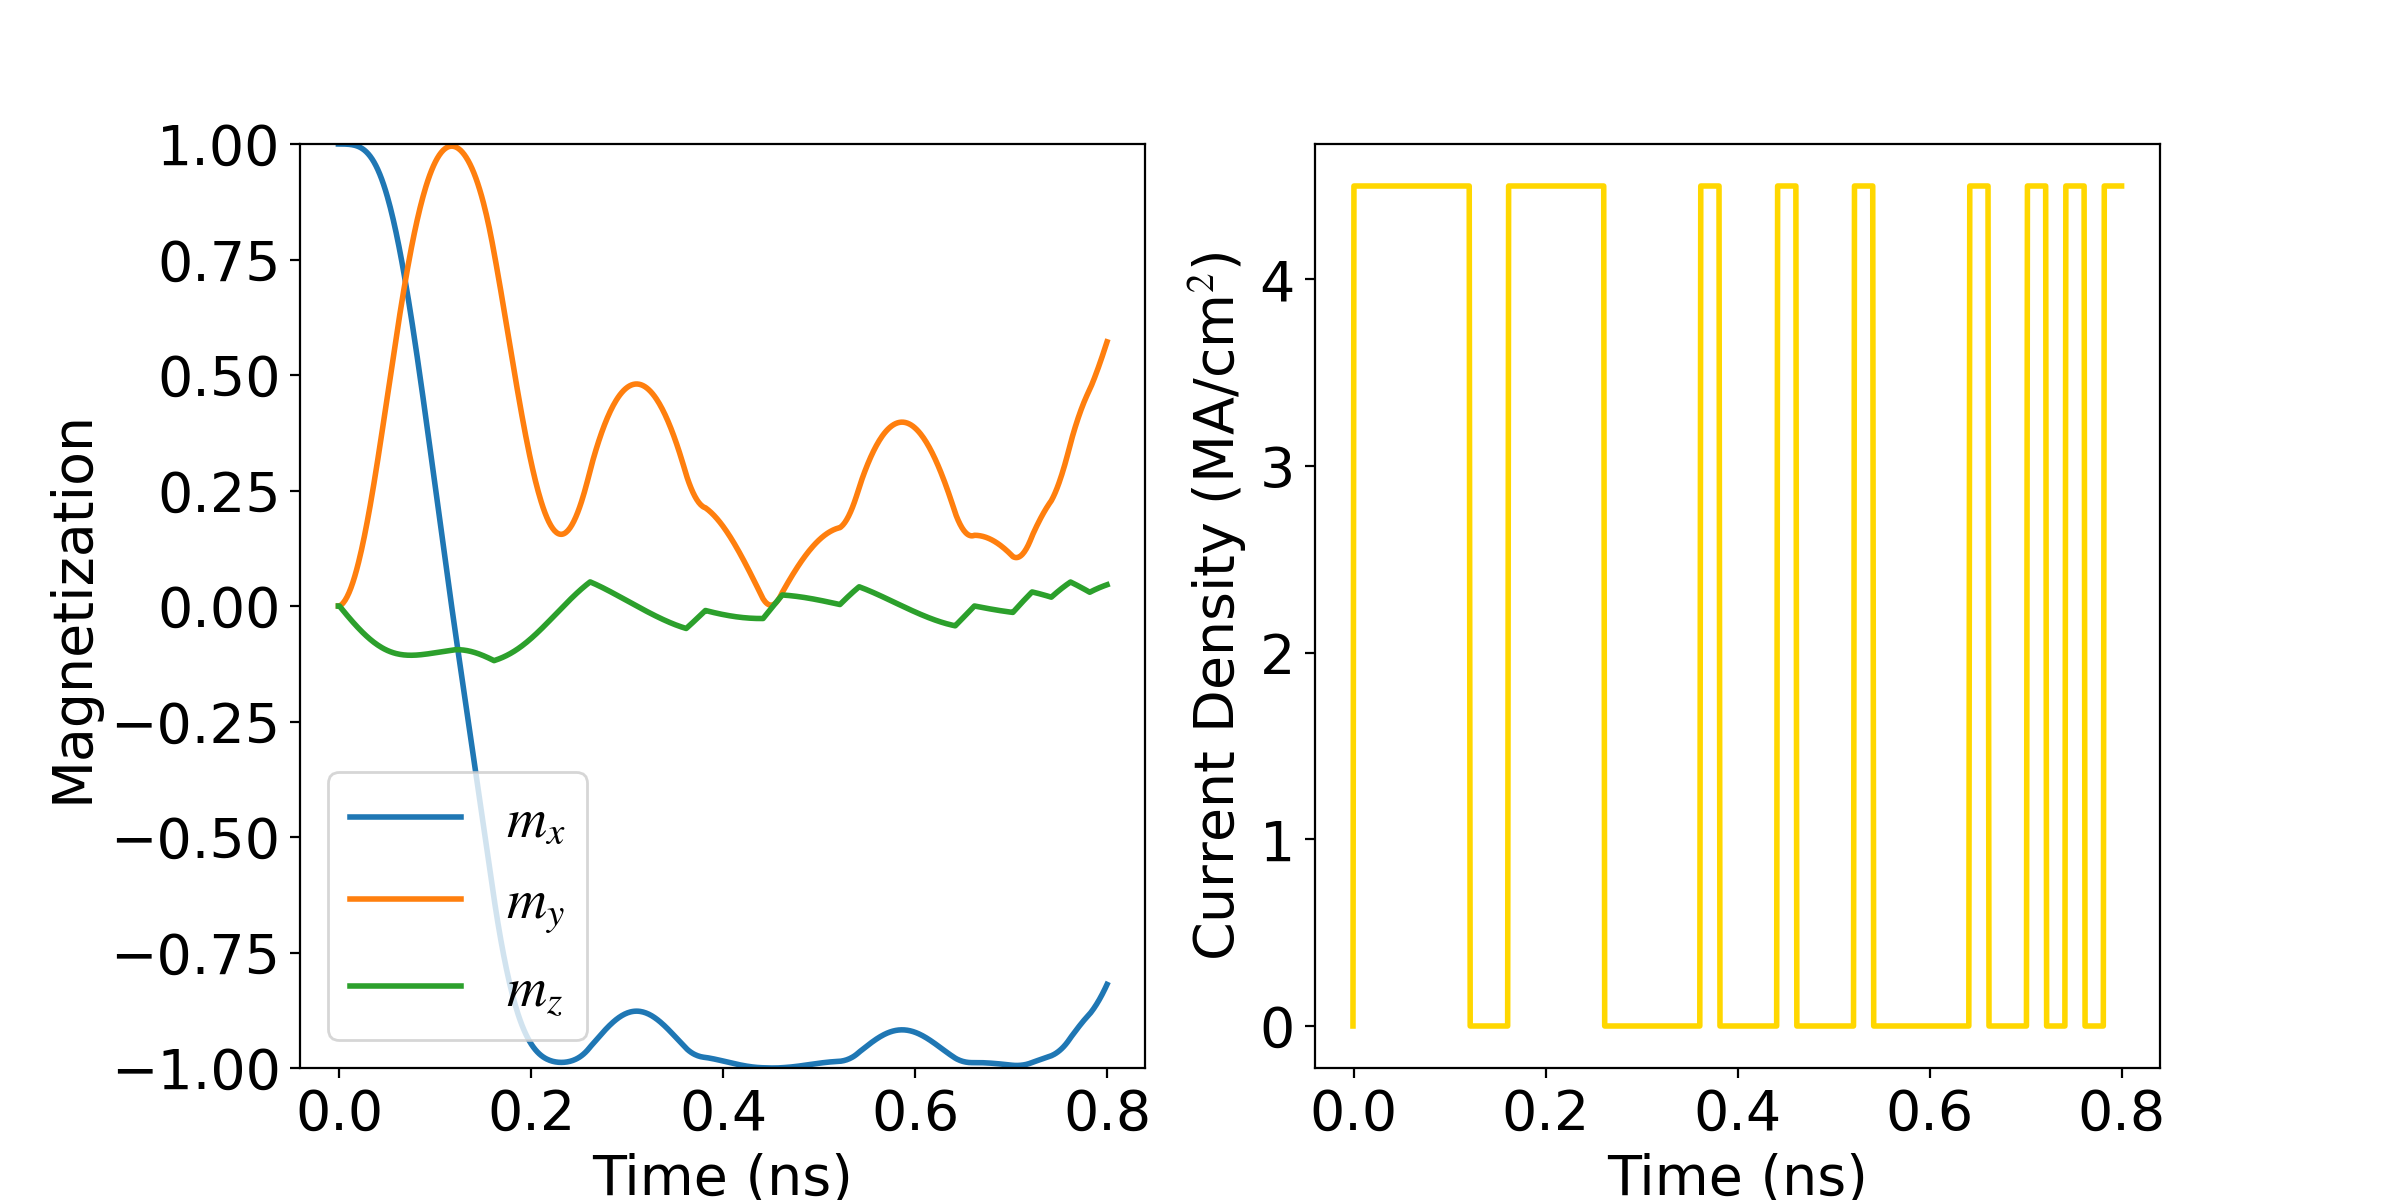 1.00
0.75
0.50
0.25
0.00
−0.25
−0.50
−0.75
−1.00
Magnetization
m_x
m_y
m_z
0.0 0.2 0.4 0.6 0.8
Time (ns)
4
3
2
1
0
Current Density (MA/cm²)
0.0 0.2 0.4 0.6 0.8
Time (ns)